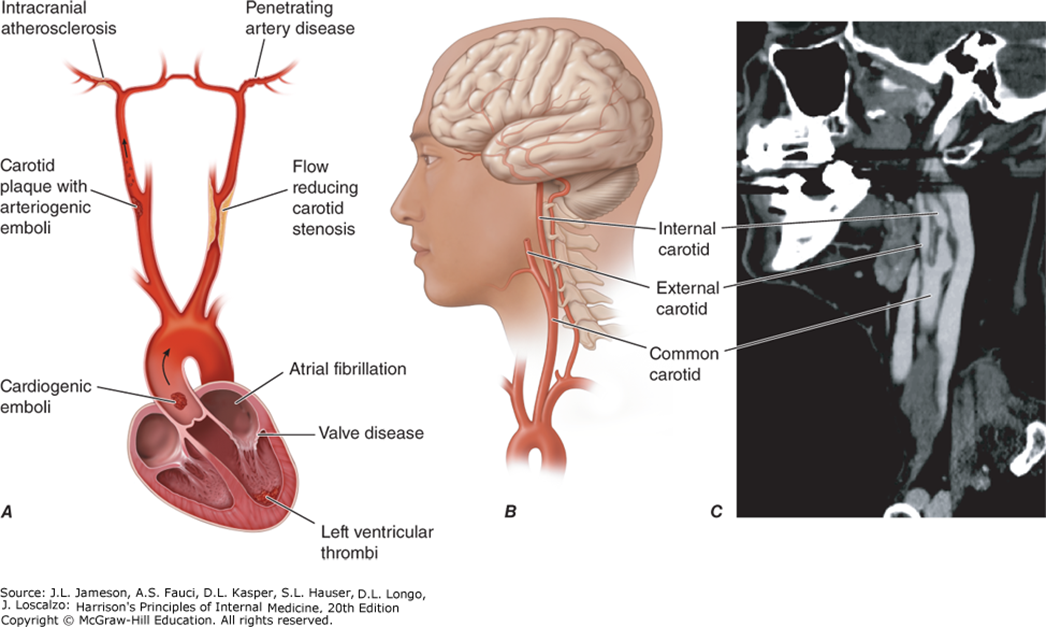 Intracranial
atherosclerosis
Penetrating
artery disease
Carotid
plaque with
arteriogenic
emboli
Flow
reducing
carotid
stenosis
Cardiogenic
emboli
Atrial fibrillation
Valve disease
Left ventricular
thrombi
A
Internal
carotid
External
carotid
Common
carotid
B
C
Source: J.L. Jameson, A.S. Fauci, D.L. Kasper, S.L. Hauser, D.L. Longo,
J. Loscalzo: Harrison's Principles of Internal Medicine, 20th Edition
Copyright © McGraw-Hill Education. All rights reserved.